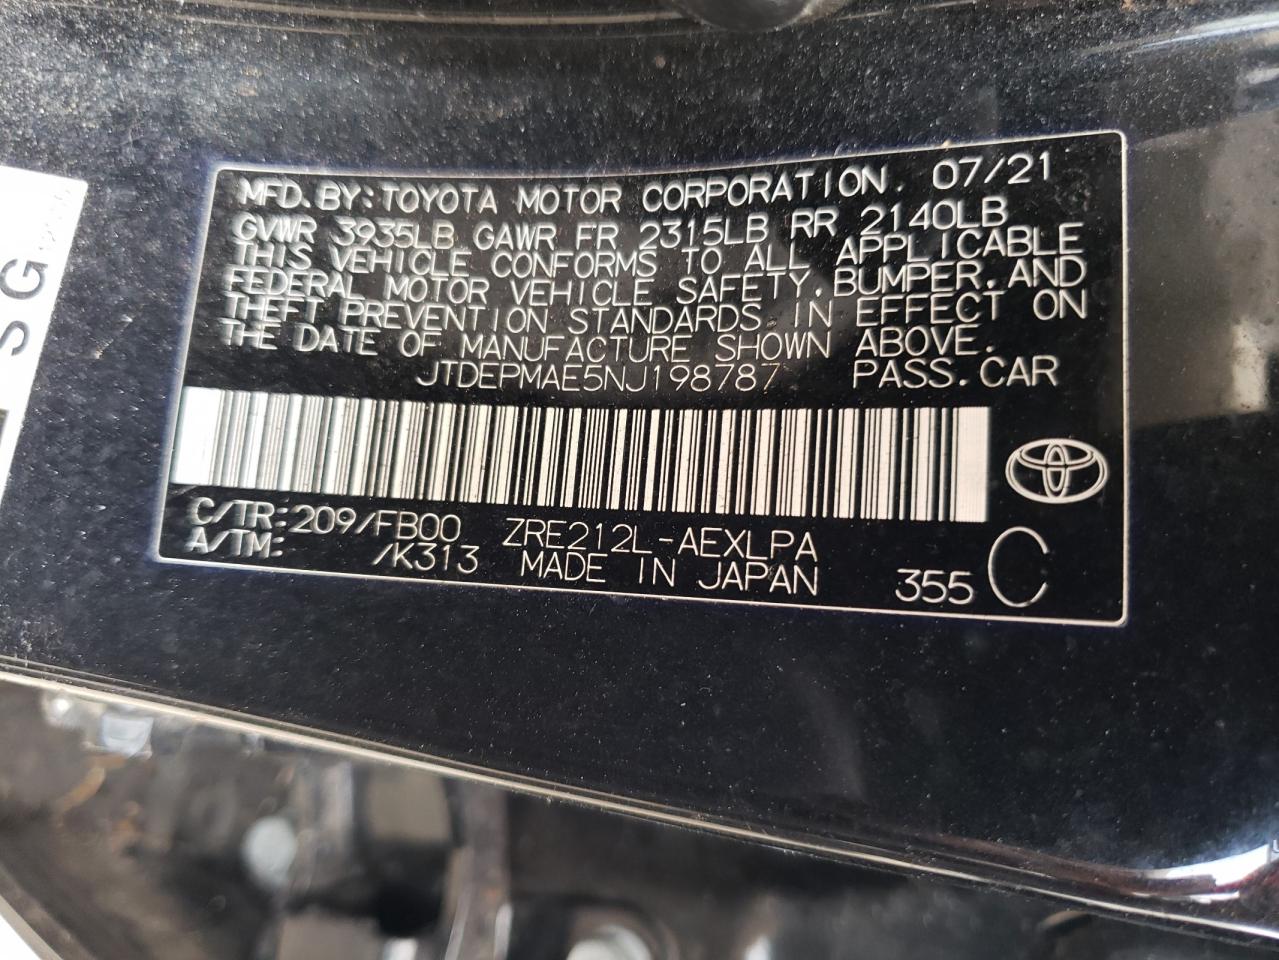 MFD.BY:TOYOTA MOTOR CORPORATION. 07/21
GVWR 3935LB GAWR FR 2315LB RR 2140LB
THIS VEHICLE CONFORMS TO ALL APPLICABLE
FEDERAL MOTOR VEHICLE SAFETY, BUMPER, AND
THEFT PREVENTION STANDARDS IN EFFECT ON
THE DATE OF MANUFACTURE SHOWN ABOVE.
JTDEPMAE5NJ198787 PASS.CAR
C/TR:209/FB00 ZRE212L-AEXLPA
A/TM: /K313 MADE IN JAPAN 355 C
SG